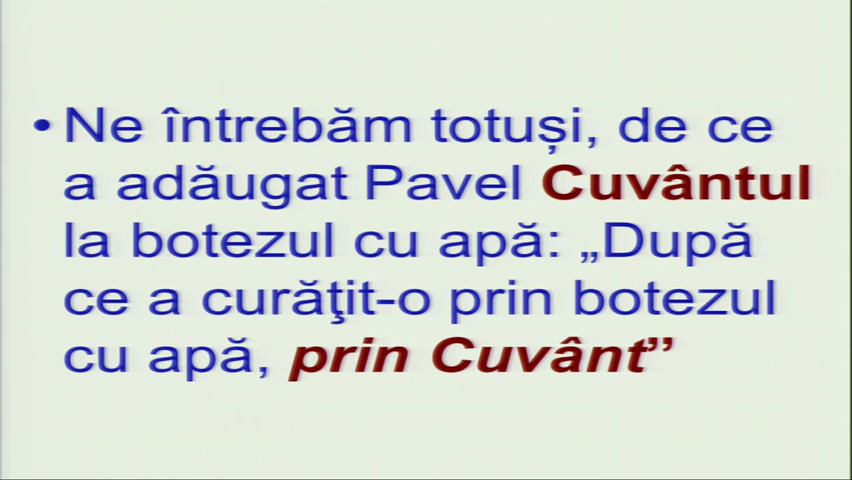 • Ne întrebăm totuși, de ce
a adăugat Pavel Cuvântul
la botezul cu apă: „După
ce a curăţit-o prin botezul
cu apă, prin Cuvânt”